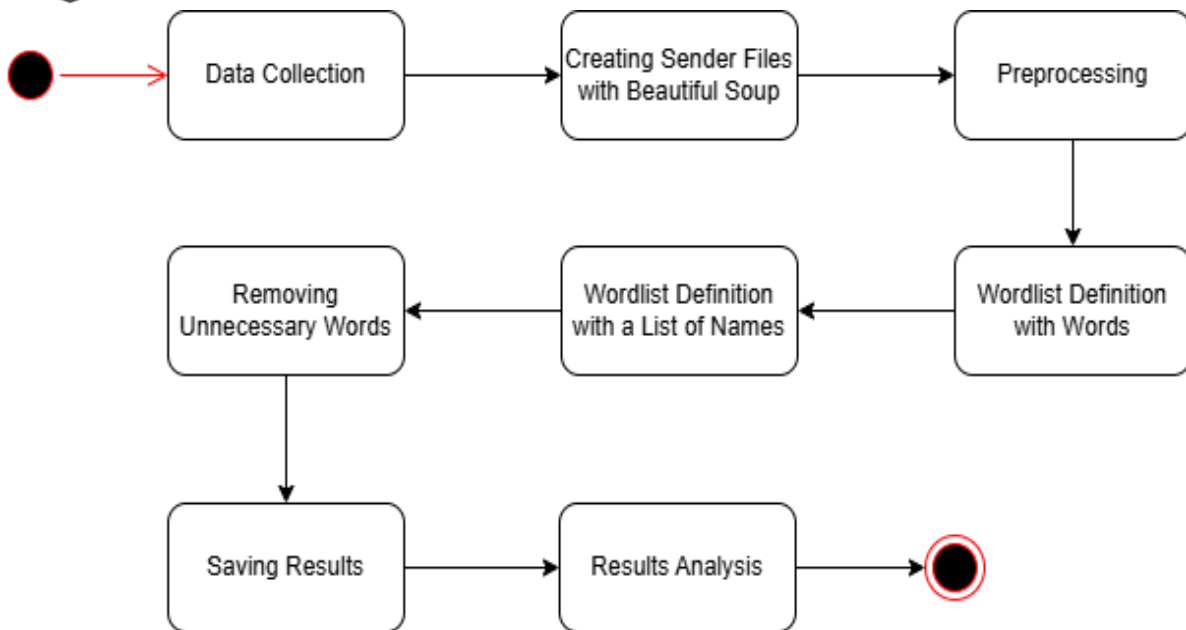 Data Collection
Creating Sender Files
with Beautiful Soup
Preprocessing
Wordlist Definition
with Words
Wordlist Definition
with a List of Names
Removing
Unnecessary Words
Saving Results
Results Analysis